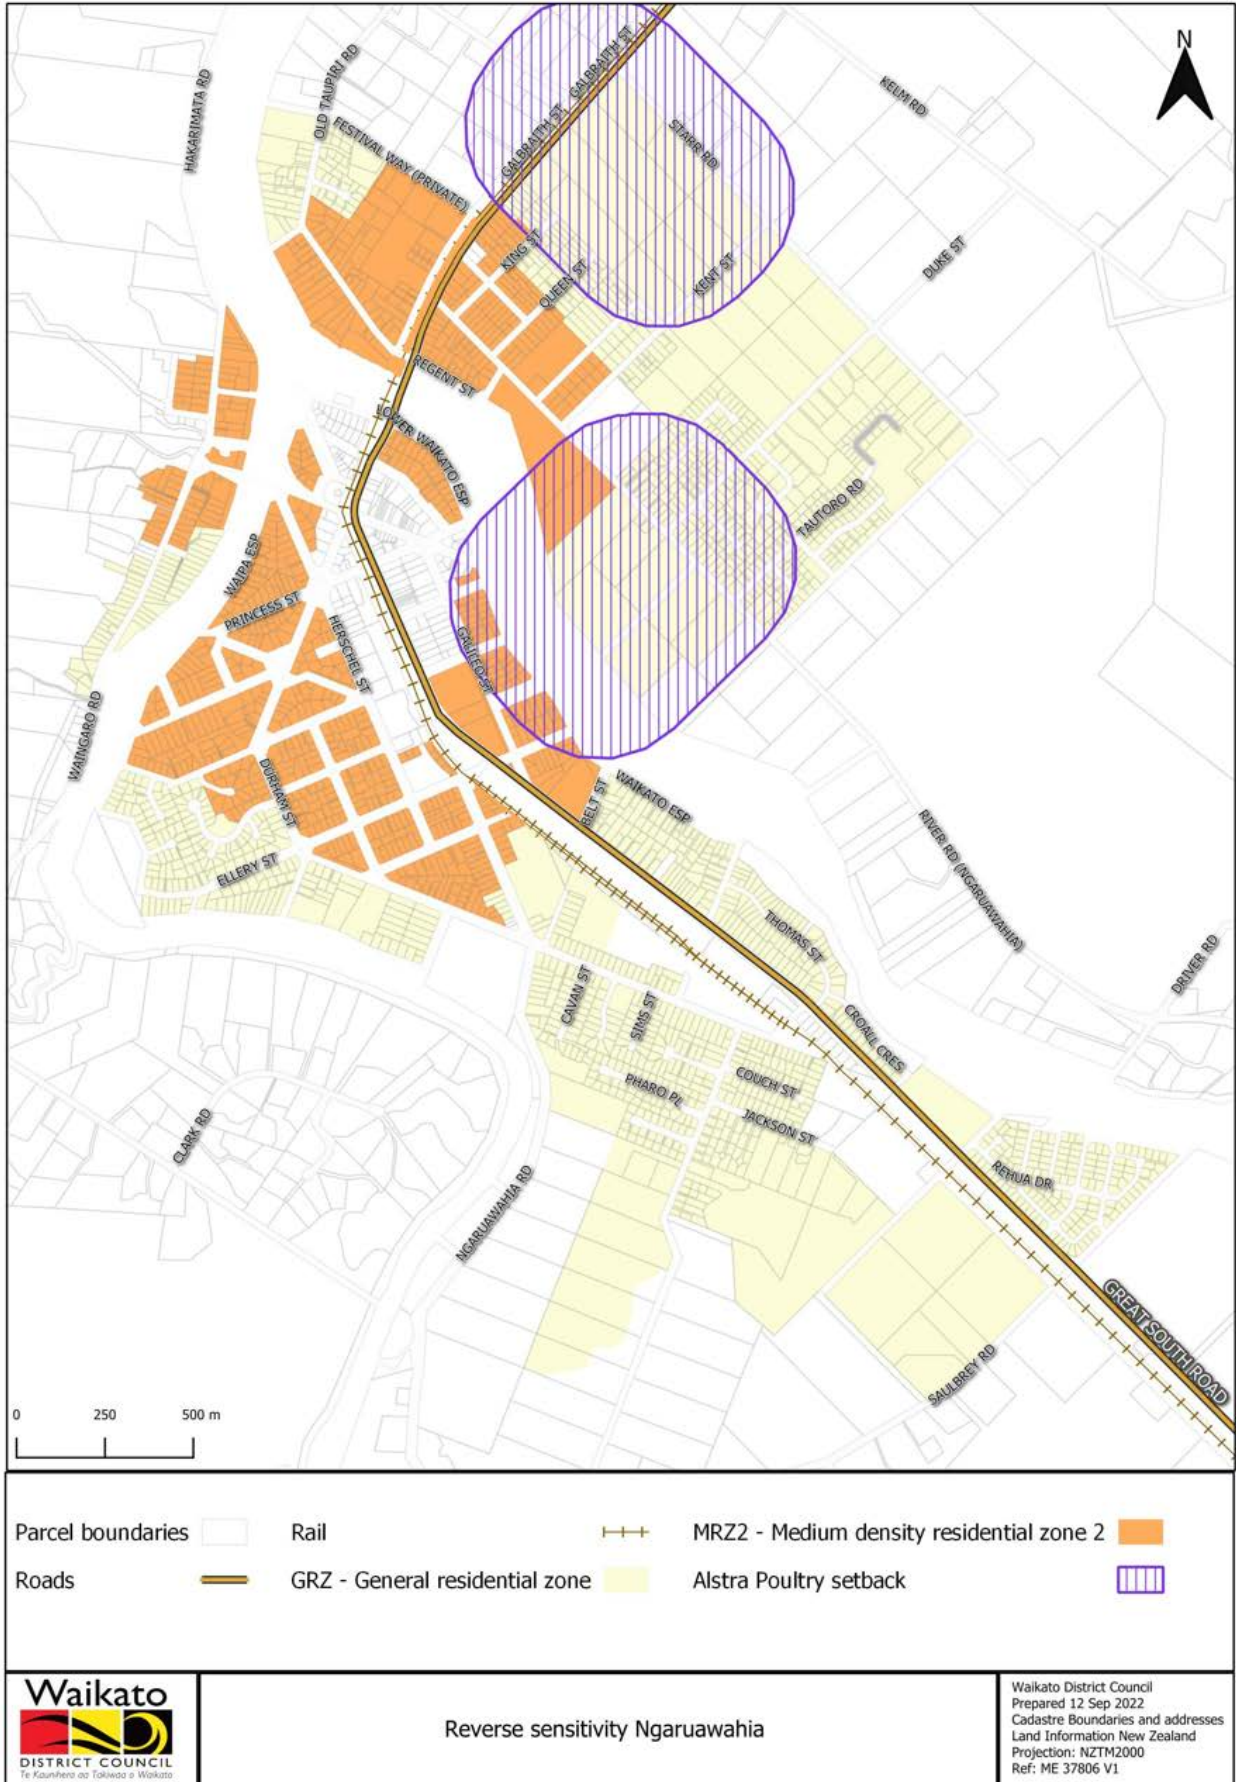 N
HAKARIMATA RD
OLD TAUPIRI RD
FESTIVAL WAY (PRIVATE)
GALBRAITH ST
GALBRAITH ST
STARR RD
KELM RD
KING ST
QUEEN ST
KENT ST
DUKE ST
REGENT ST
LOWER WAIKATO ESP
TAUTORO RD
WAIPA ESP
PRINCESS ST
HERSCHEL ST
GALILEO ST
WAINGARO RD
DURHAM ST
BELT ST
WAIKATO ESP
ELLERY ST
RIVER RD (NGARUAWAHIA)
THOMAS ST
DRIVER RD
CAVAN ST
SIMS ST
CROALL CRES
COUCH ST
PHARO PL
JACKSON ST
CLARK RD
NGARUAWAHIA RD
REHUA DR
GREAT SOUTH ROAD
SAULBREY RD
0 250 500 m
Parcel boundaries Rail MRZ2 - Medium density residential zone 2
Roads GRZ - General residential zone Alstra Poultry setback
Waikato
DISTRICT COUNCIL
Te Kaunihera aa Takiwaa o Waikato
Reverse sensitivity Ngaruawahia
Waikato District Council
Prepared 12 Sep 2022
Cadastre Boundaries and addresses
Land Information New Zealand
Projection: NZTM2000
Ref: ME 37806 V1